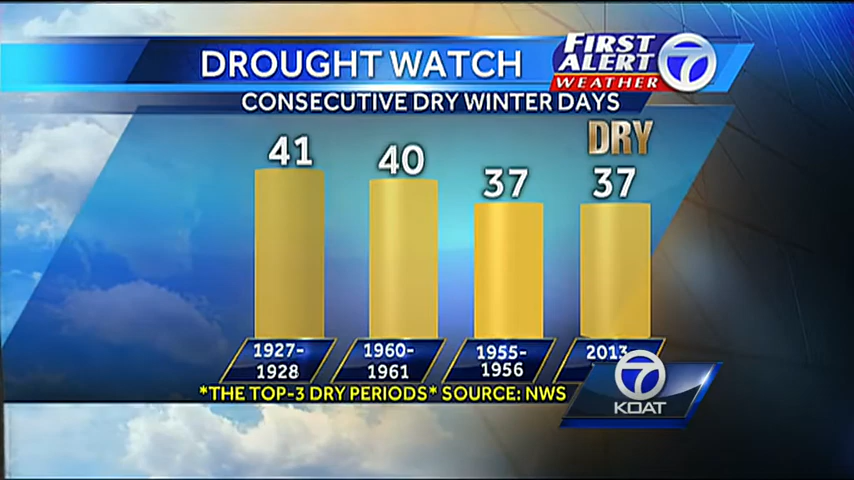 DROUGHT WATCH
FIRST
ALERT
WEATHER
7
CONSECUTIVE DRY WINTER DAYS
DRY
41
40
37
37
1927-
1928
1960-
1961
1955-
1956
2013-
*THE TOP-3 DRY PERIODS* SOURCE: NWS
7
KOAT